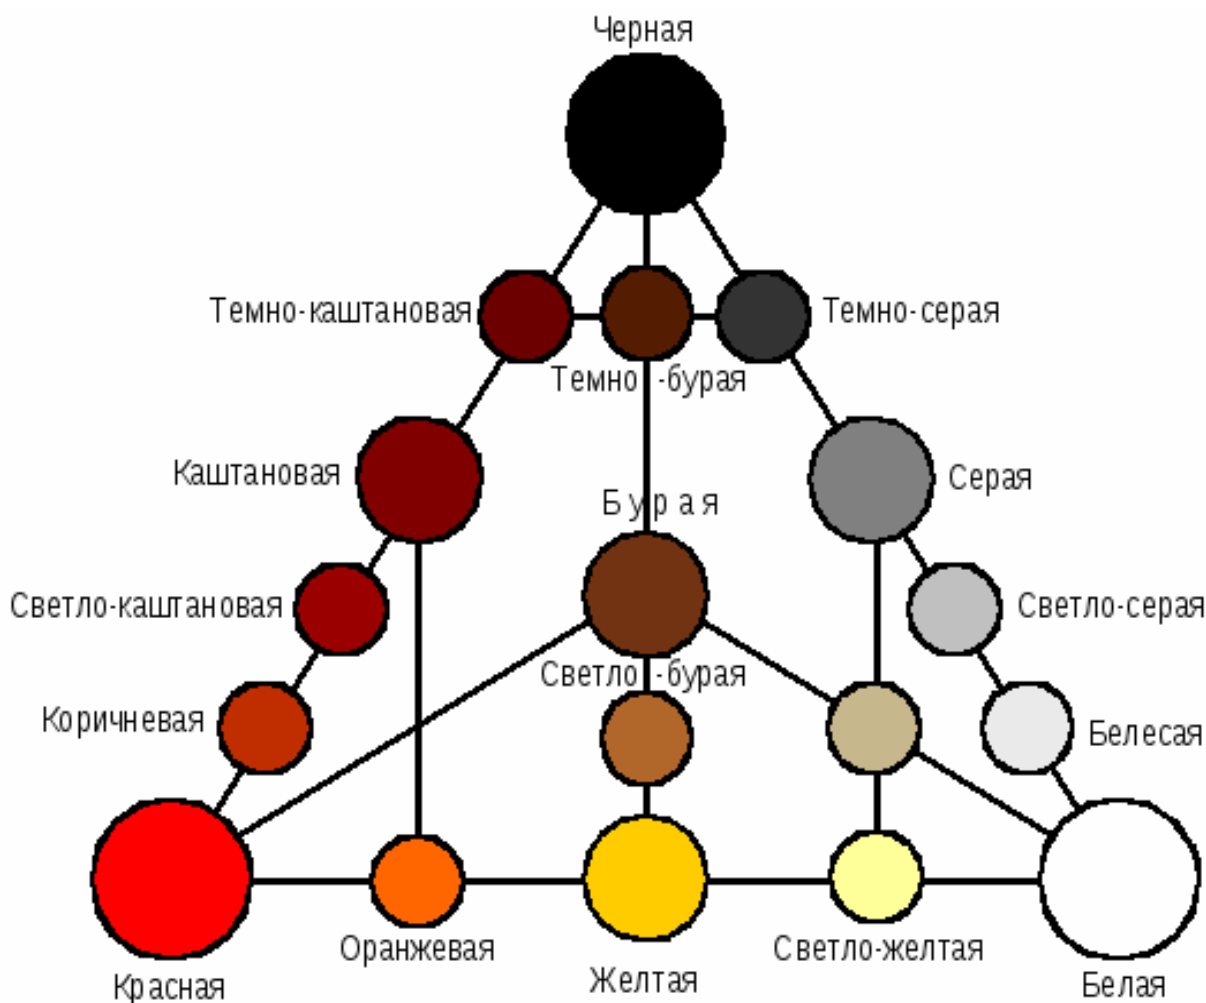 Черная
Темно-каштановая
Темно-серая
Темно -бурая
Каштановая
Серая
Бурая
Светло-каштановая
Светло-серая
Светло -бурая
Коричневая
Белесая
Оранжевая
Светло-желтая
Желтая
Красная
Белая